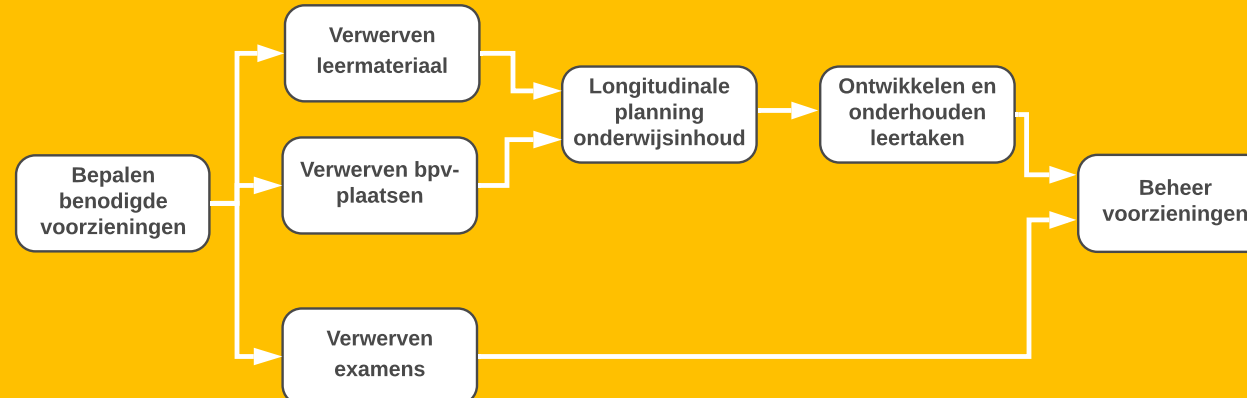 Bepalen
benodigde
voorzieningen
Verwerven
leermateriaal
Verwerven bpv-
plaatsen
Verwerven
examens
Longitudinale
planning
onderwijsinhoud
Ontwikkelen en
onderhouden
leertaken
Beheer
voorzieningen